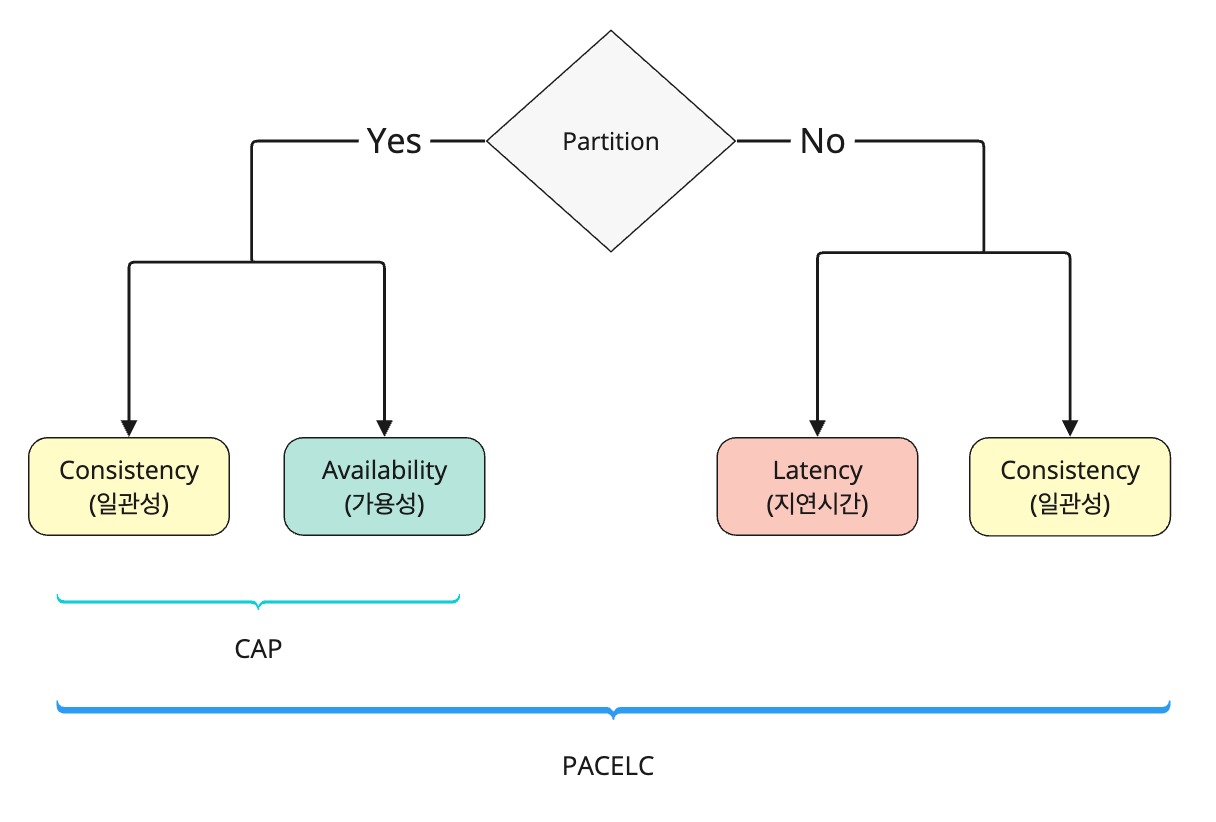 Partition
Yes
No
Consistency
(일관성)
Availability
(가용성)
Latency
(지연시간)
Consistency
(일관성)
CAP
PACELC